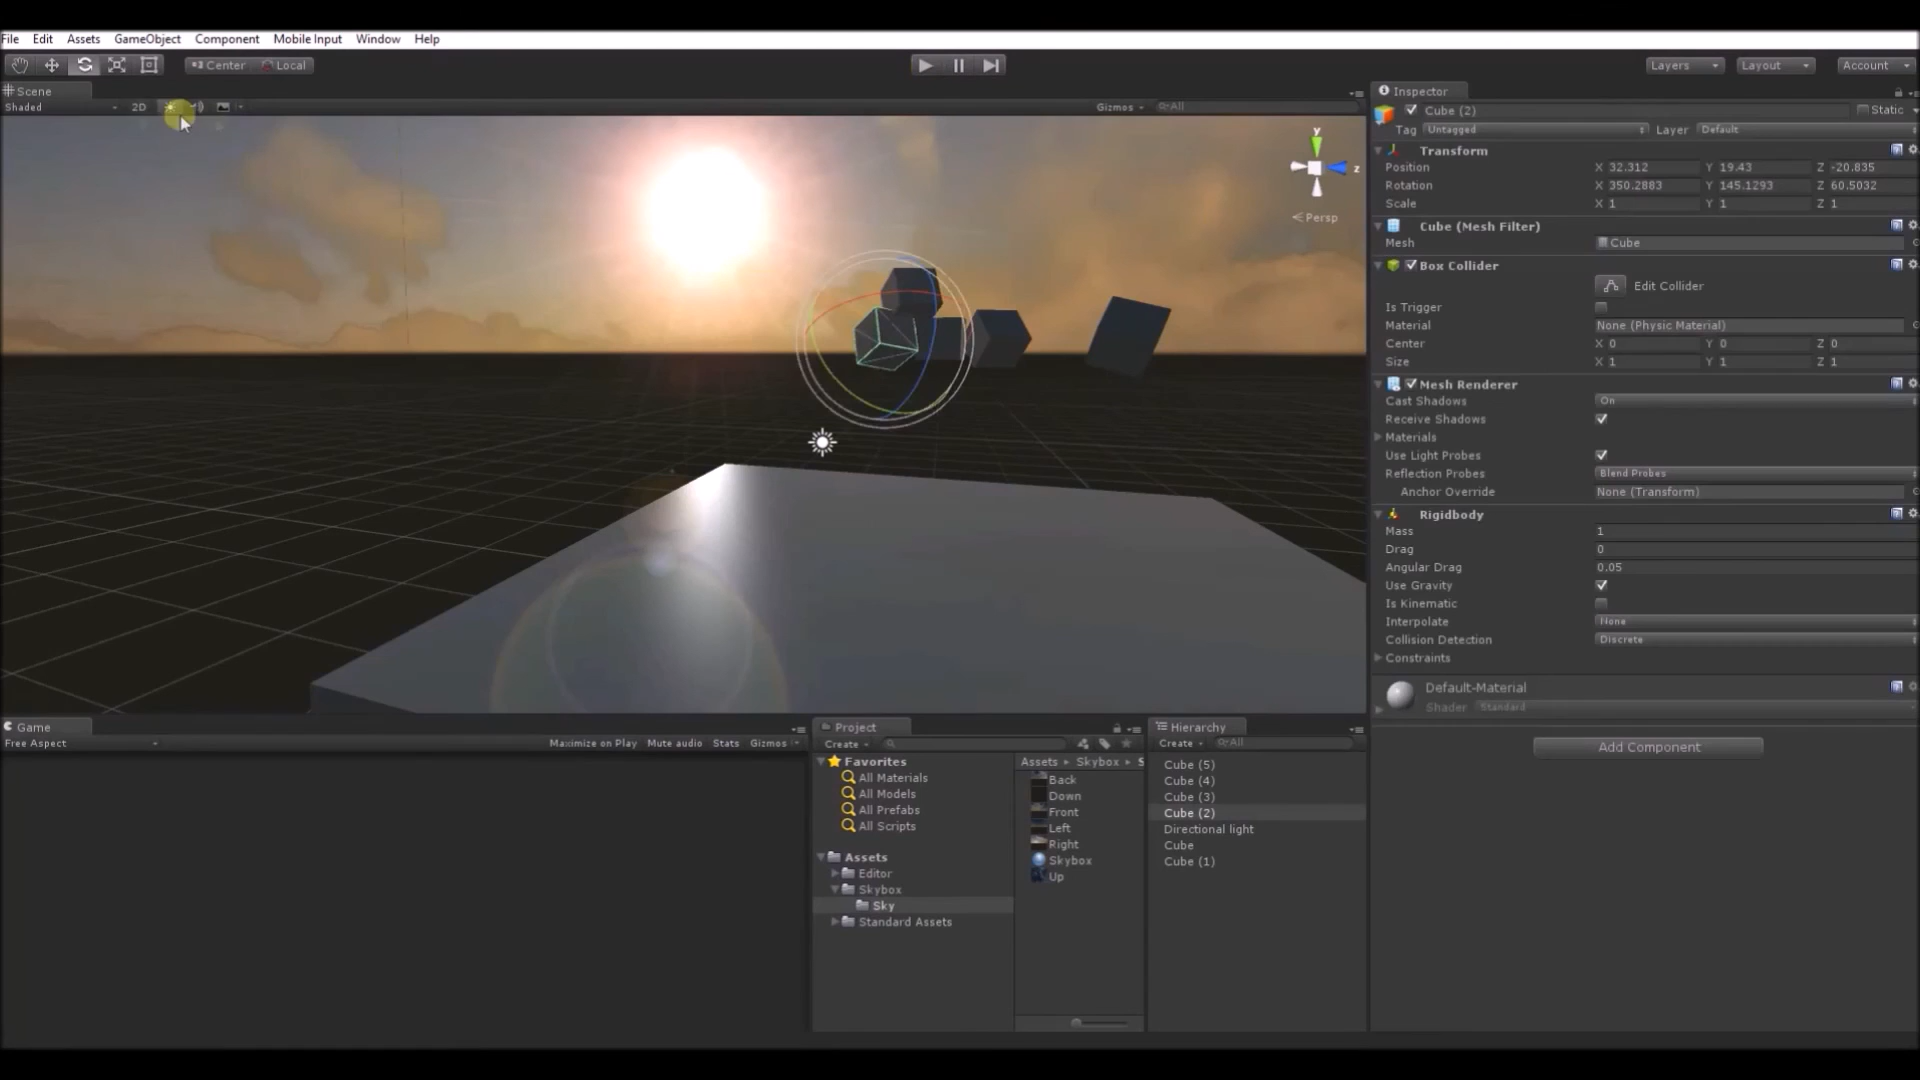 File Edit Assets GameObject Component Mobile Input Window Help
Center Local
Layers Layout Account
Scene
Inspector
Shaded 2D Gizmos All
Cube (2) Static
Tag Untagged Layer Default
Transform
Position X 32.312 Y 19.43 Z -20.835
Rotation X 350.2883 Y 145.1293 Z 60.5032
Scale X 1 Y 1 Z 1
y
z
Persp
Cube (Mesh Filter)
Mesh Cube
Box Collider
Edit Collider
Is Trigger
Material None (Physic Material)
Center X 0 Y 0 Z 0
Size X 1 Y 1 Z 1
Mesh Renderer
Cast Shadows On
Receive Shadows
Materials
Use Light Probes
Reflection Probes Blend Probes
Anchor Override None (Transform)
Rigidbody
Mass 1
Drag 0
Angular Drag 0.05
Use Gravity
Is Kinematic
Interpolate None
Collision Detection Discrete
Constraints
Default-Material
Shader Standard
Add Component
Game
Free Aspect Maximize on Play Mute audio Stats Gizmos
Project
Create
Favorites
All Materials
All Models
All Prefabs
All Scripts
Assets
Editor
Skybox
Sky
Standard Assets
Assets Skybox S
Back
Down
Front
Left
Right
Skybox
Up
Hierarchy
Create All
Cube (5)
Cube (4)
Cube (3)
Cube (2)
Directional light
Cube
Cube (1)